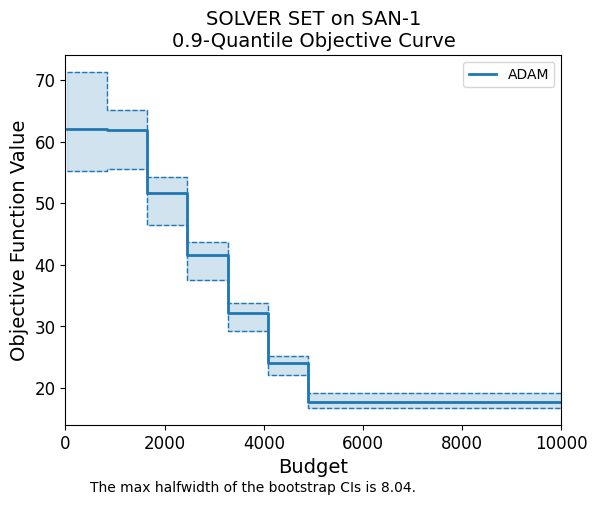 SOLVER SET on SAN-1
0.9-Quantile Objective Curve
ADAM
Objective Function Value
70
60
50
40
30
20
0
2000
4000
6000
8000
10000
Budget
The max halfwidth of the bootstrap CIs is 8.04.